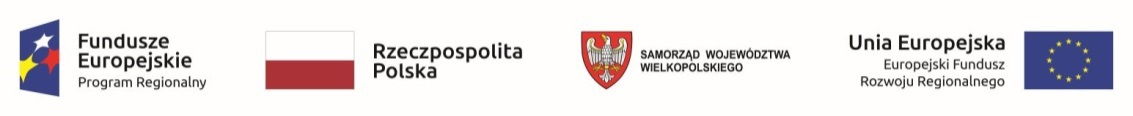 Fundusze
Europejskie
Program Regionalny
Rzeczpospolita
Polska
SAMORZĄD WOJEWÓDZTWA
WIELKOPOLSKIEGO
Unia Europejska
Europejski Fundusz
Rozwoju Regionalnego